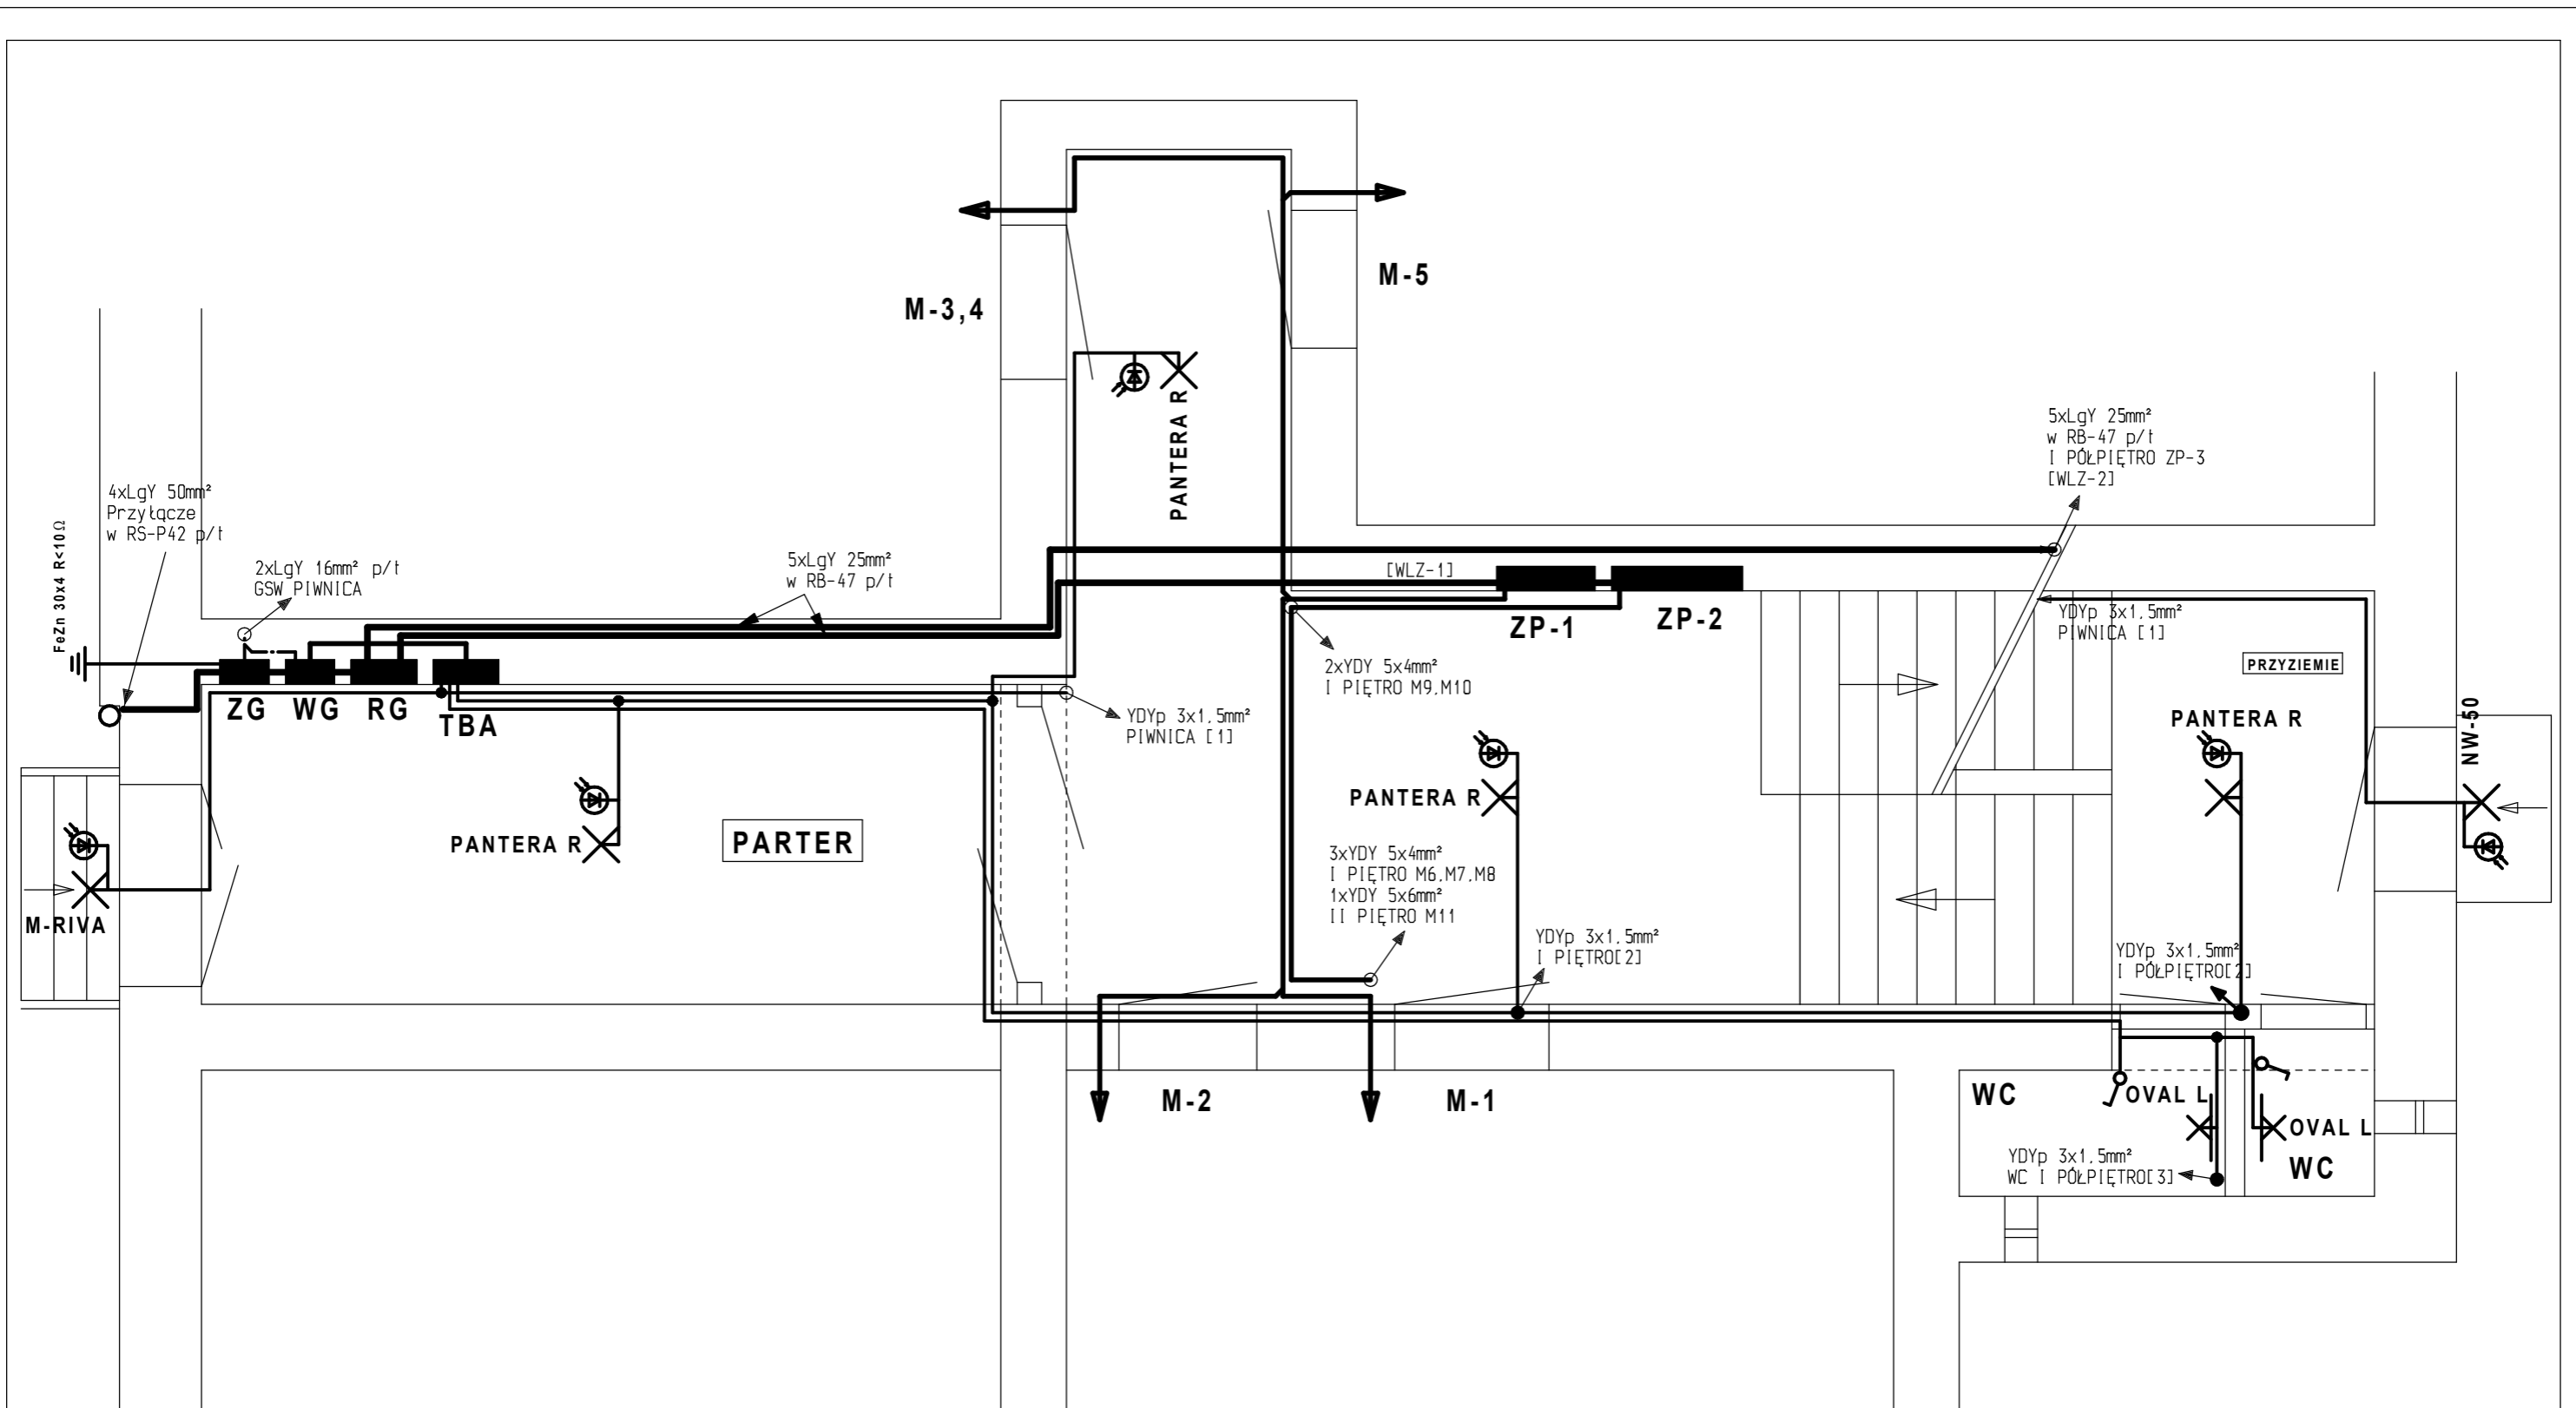 M-5
M-3,4
PANTERA R
5xLgY 25mm²
w RB-47 p/t
I PÓŁPIĘTRO ZP-3
[WLZ-2]
4xLgY 50mm²
Przyłącze
w RS-P42 p/t
FeZn 30x4 R<10Ω
2xLgY 16mm² p/t
GSW PIWNICA
5xLgY 25mm²
w RB-47 p/t
[WLZ-1]
ZP-1
ZP-2
YDYp 3x1,5mm²
PIWNICA [1]
PRZYZIEMIE
2xYDY 5x4mm²
I PIĘTRO M9,M10
ZG
WG
RG
TBA
YDYp 3x1,5mm²
PIWNICA [1]
PANTERA R
NW-50
PANTERA R
PANTERA R
PARTER
M-RIVA
3xYDY 5x4mm²
I PIĘTRO M6,M7,M8
1xYDY 5x6mm²
II PIĘTRO M11
YDYp 3x1,5mm²
I PIĘTRO[2]
YDYp 3x1,5mm²
I PÓŁPIĘTRO[2]
M-2
M-1
WC
OVAL L
OVAL L
WC
YDYp 3x1,5mm²
WC I PÓŁPIĘTRO[3]